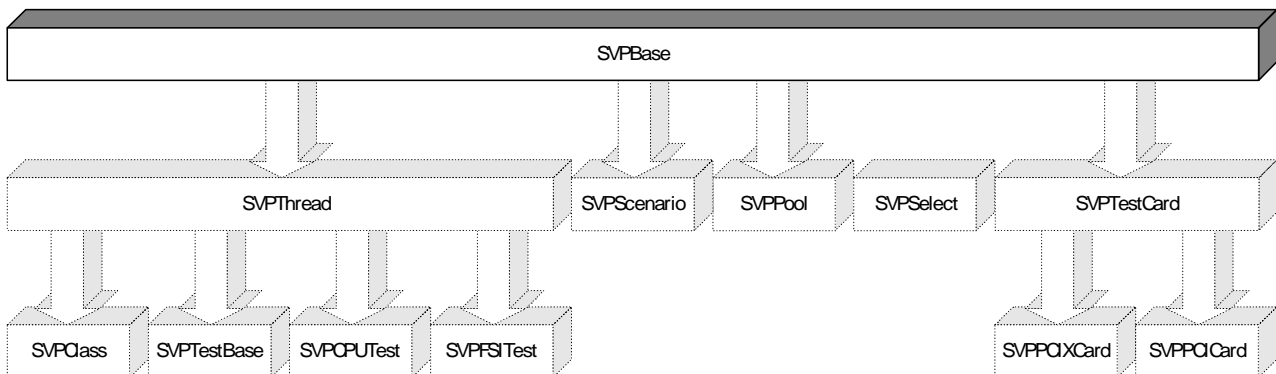 SVPBase
SVPThread
SVPScenario
SVPPool
SVPSelect
SVPTestCard
SVPClass
SVPTestBase
SVPCPUTest
SVPFSITest
SVPPCIXCard
SVPPCICard